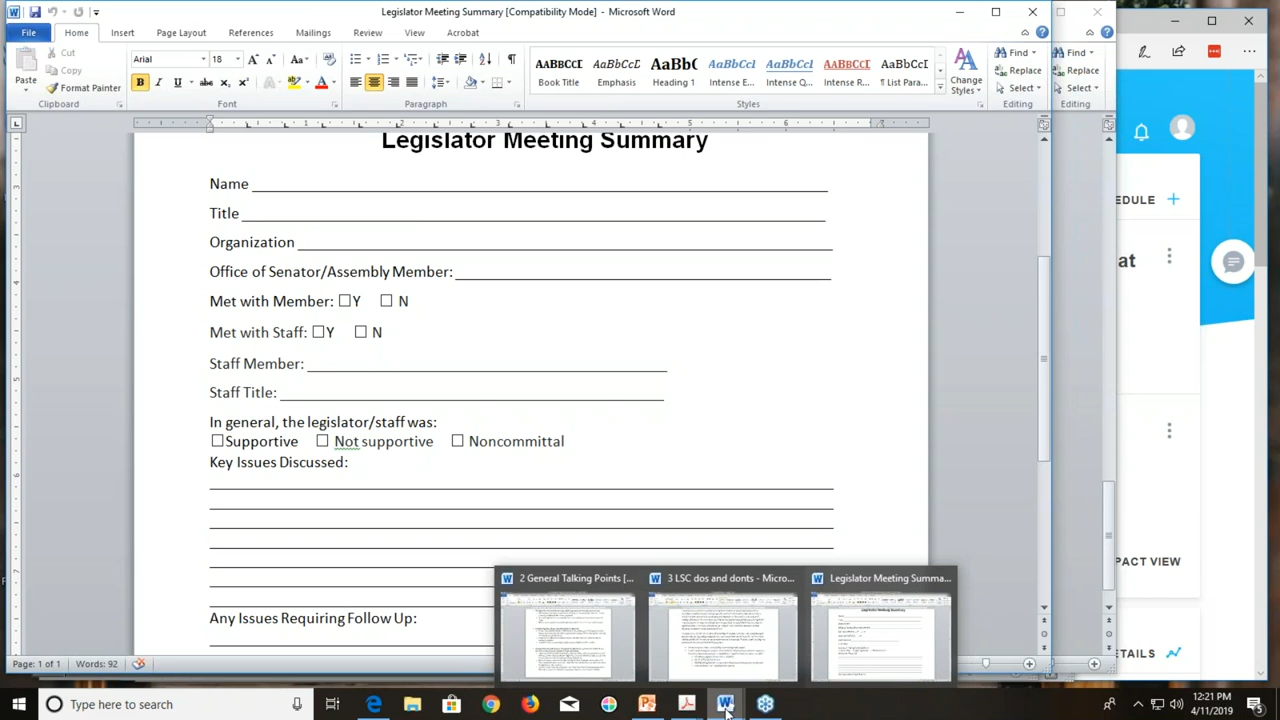 Legislator Meeting Summary [Compatibility Mode] - Microsoft Word
File Home Insert Page Layout References Mailings Review View Acrobat
Cut
Copy
Format Painter
Paste
Clipboard
Arial 18
Font
Paragraph
AABBCCI AaBbCcDc AaBb( AaBbCcl AaBbCcl AABBCCI AaBbCcDc
Book Title Emphasis Heading 1 Intense E... Intense Q... Intense R... ¶ List Para...
Styles
Change Styles
Find
Replace
Select
Editing
Find
Replace
Select
Editing
Legislator Meeting Summary
Name
Title
Organization
Office of Senator/Assembly Member:
Met with Member: ☐Y ☐ N
Met with Staff: ☐Y ☐ N
Staff Member:
Staff Title:
In general, the legislator/staff was:
☐Supportive ☐ Not supportive ☐ Noncommittal
Key Issues Discussed:
Any Issues Requiring Follow Up:
EDULE +
at
PACT VIEW
ETAILS
2 General Talking Points [...
3 LSC dos and donts - Micro...
Legislator Meeting Summa...
Page: 1 of 1 Words: 92
Type here to search
12:21 PM
4/11/2019
5